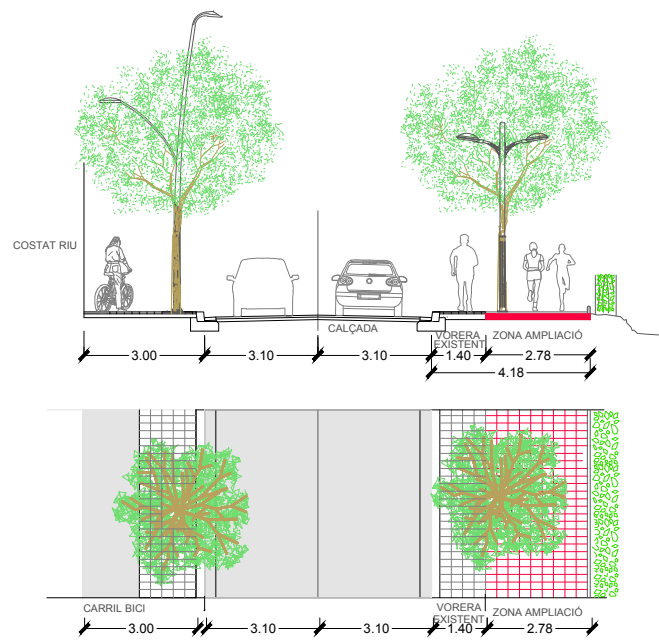 COSTAT RIU
CALÇADA
VORERA
EXISTENT
ZONA AMPLIACIÓ
3.00
3.10
3.10
1.40
2.78
4.18
CARRIL BICI
VORERA
EXISTENT
ZONA AMPLIACIÓ
3.00
3.10
3.10
1.40
2.78